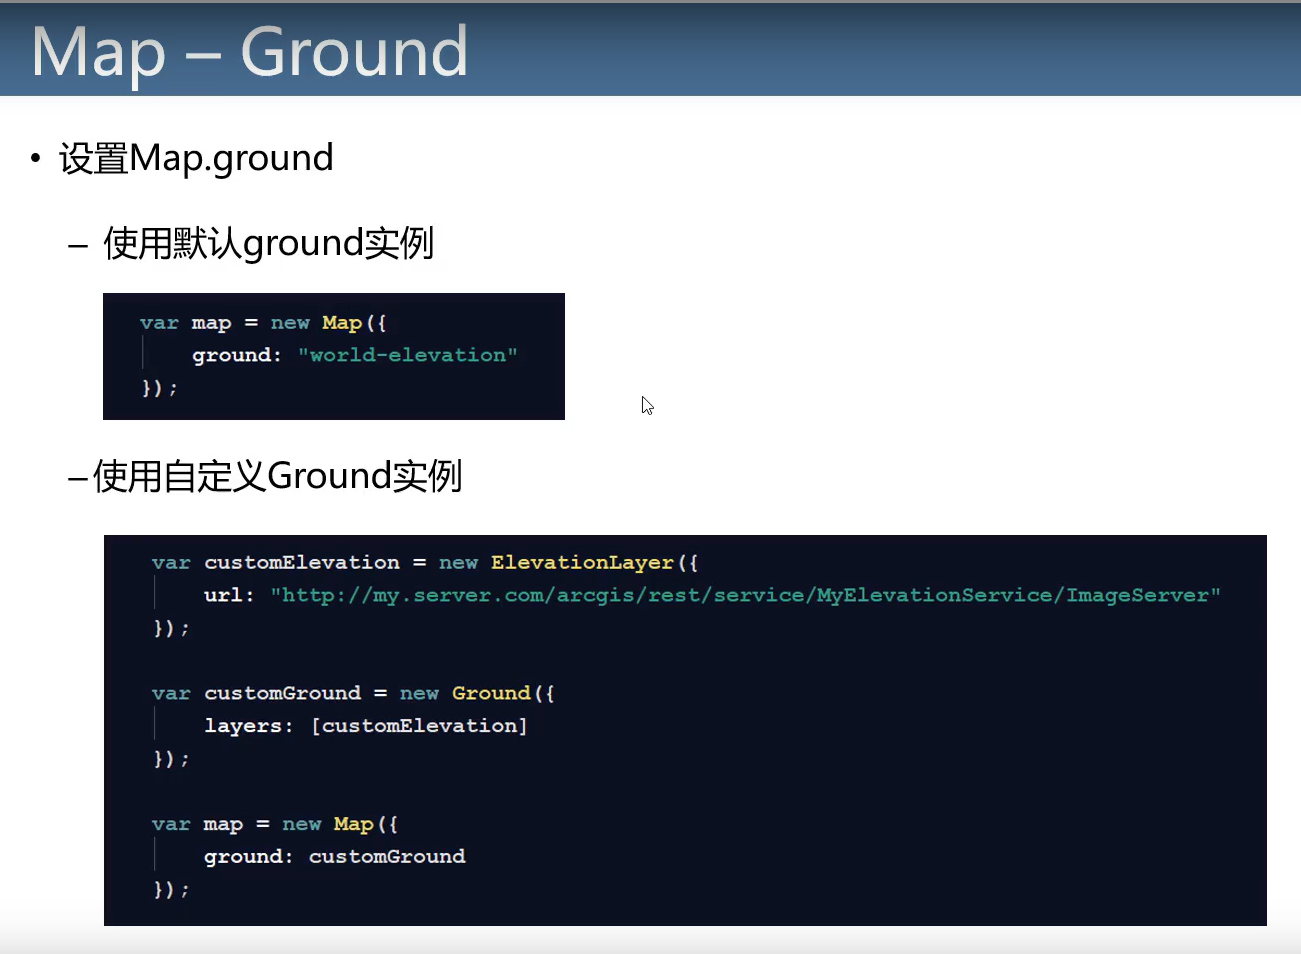 Map – Ground
• 设置Map.ground
– 使用默认ground实例
var map = new Map({
ground: "world-elevation"
});
–使用自定义Ground实例
var customElevation = new ElevationLayer({
url: "http://my.server.com/arcgis/rest/service/MyElevationService/ImageServer"
});
var customGround = new Ground({
layers: [customElevation]
});
var map = new Map({
ground: customGround
});